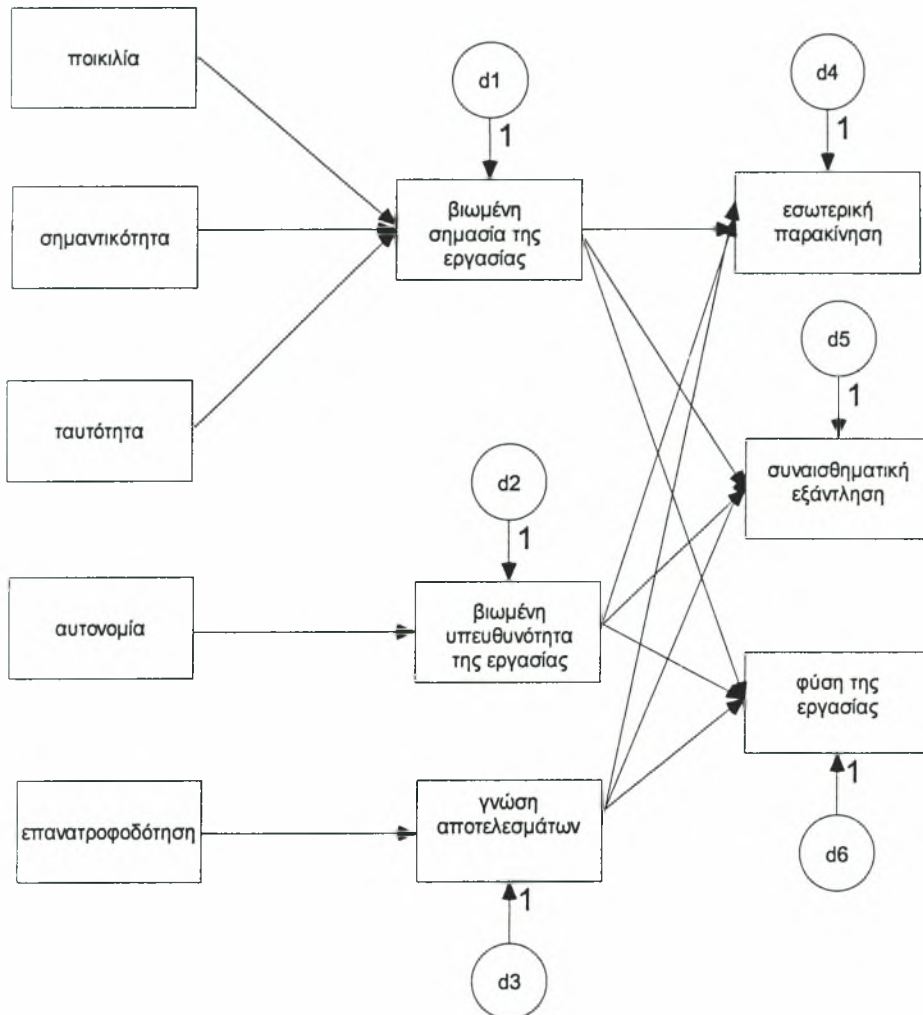 ποικιλία
d1
d4
1
1
βιωμένη
σημασία της
εργασίας
εσωτερική
παρακίνηση
σημαντικότητα
d5
1
ταυτότητα
συναισθηματική
εξάντληση
d2
1
αυτονομία
βιωμένη
υπευθυνότητα
της εργασίας
φύση της
εργασίας
1
επανατροφοδότηση
γνώση
αποτελεσμάτων
d6
1
d3